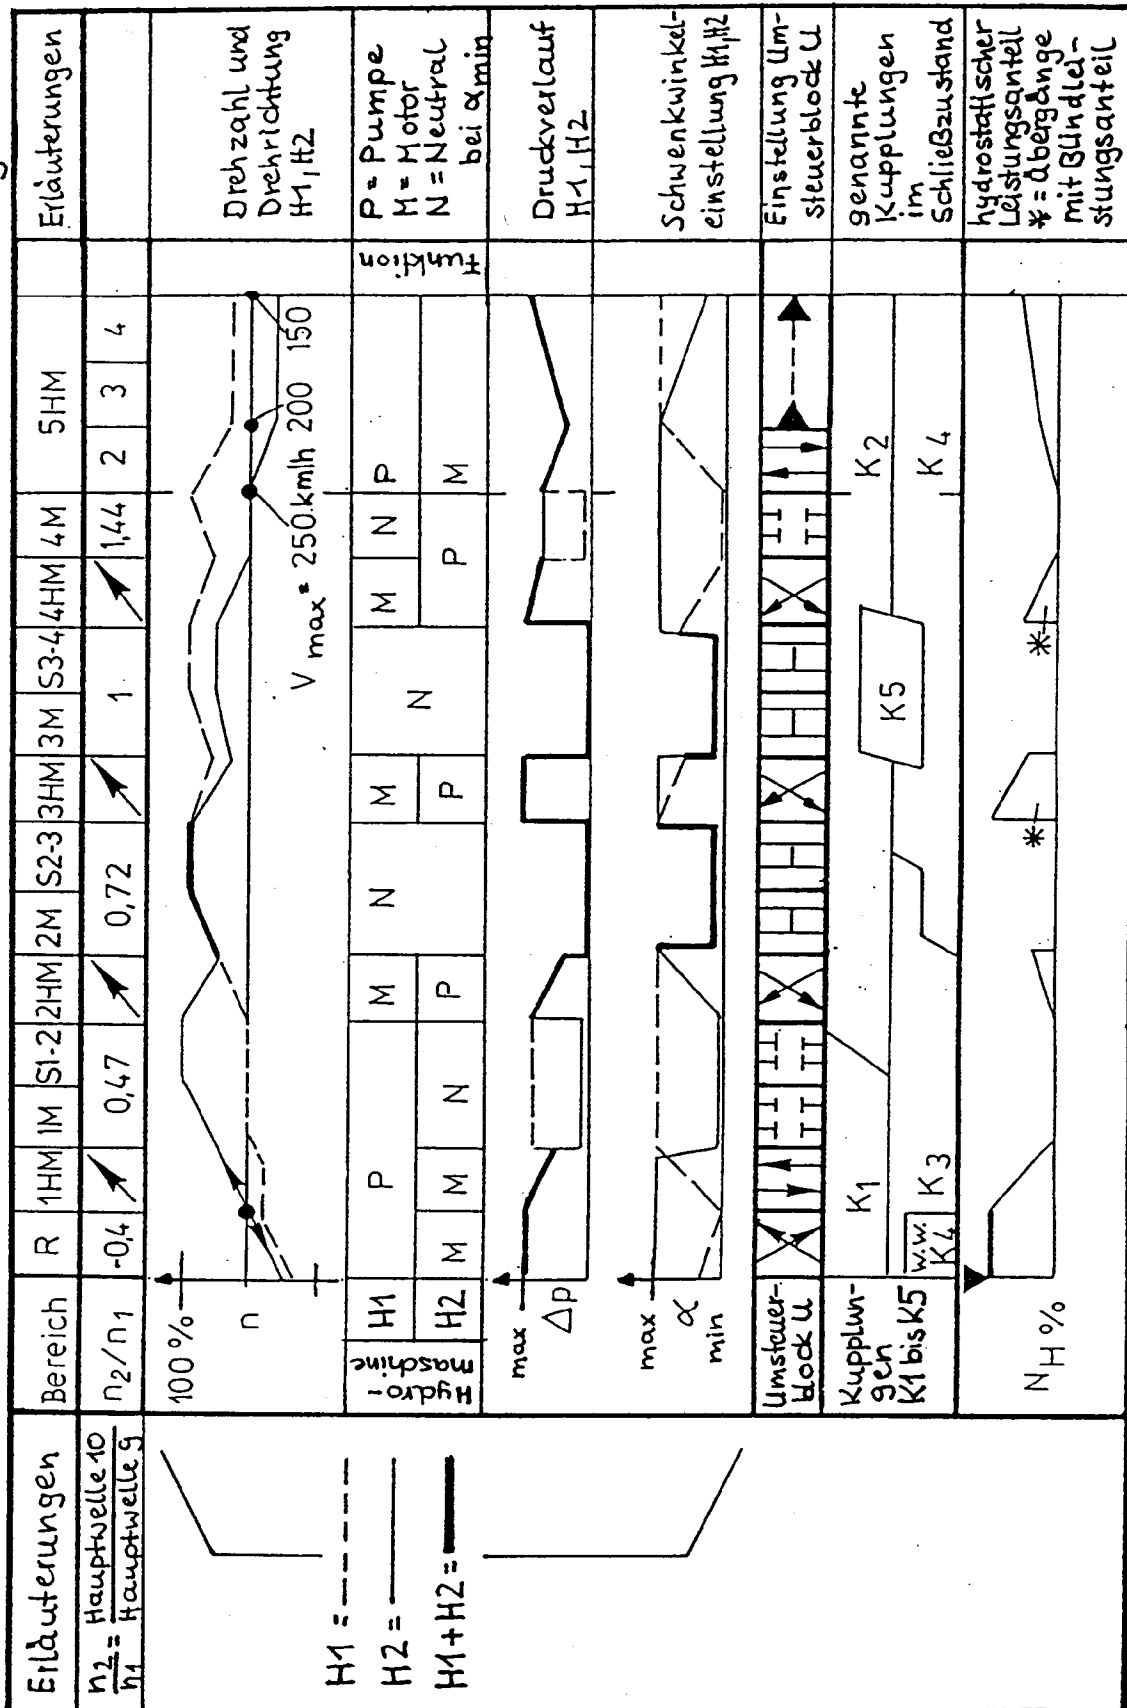 Erläuterungen
Bereich
R
1HM
1M
S1-2
2HM
2M
S2-3
3HM
3M
S3-4
4HM
4M
5HM
Erläuterungen
n2/n1 = Hauptwelle 10 / Hauptwelle 9
n2/n1
-0,4
0,47
0,72
1
1,44
2
3
4
100%
n
Vmax = 250 km/h
200
150
Drehzahl und
Drehrichtung
H1, H2
H1 =
H2 =
H1+H2 =
Hydro-
maschine
H1
P
M
N
M
N
M
N
P
H2
M
M
N
P
P
P
M
Funktion
P = Pumpe
M = Motor
N = Neutral
bei αmin
max
Δp
Druckverlauf
H1, H2
max
α
min
Schwenkwinkel-
einstellung H1, H2
Umsteuer-
block U
Einstellung Um-
steuerblock U
Kupplun-
gen
K1 bis K5
K1
w.w.
K4
K3
K5
K2
K4
genannte
Kupplungen
im
Schließzustand
NH %
*
*
hydrostatischer
Leistungsanteil
* = Übergänge
mit Blindlei-
stungsanteil